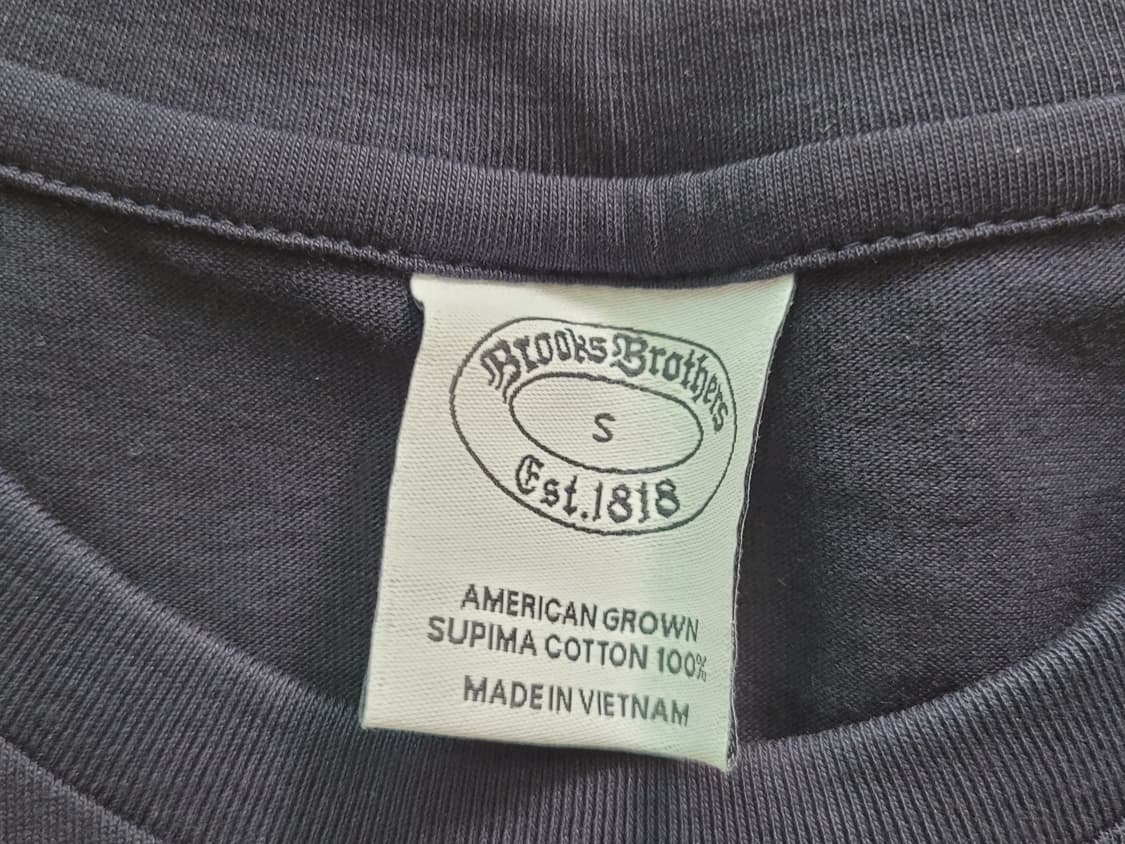 Brooks Brothers
S
Est.1818
AMERICAN GROWN
SUPIMA COTTON 100%
MADE IN VIETNAM